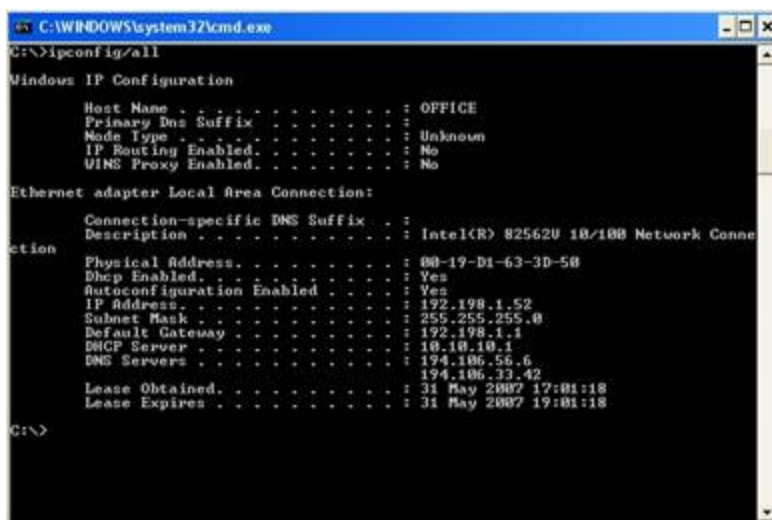 C:\WINDOWS\system32\cmd.exe
C:\>ipconfig/all
Windows IP Configuration
Host Name . . . . . . . . . . . . : OFFICE
Primary Dns Suffix . . . . . . . :
Node Type . . . . . . . . . . . . : Unknown
IP Routing Enabled. . . . . . . . : No
WINS Proxy Enabled. . . . . . . . : No
Ethernet adapter Local Area Connection:
Connection-specific DNS Suffix . :
Description . . . . . . . . . . . : Intel(R) 82562V 10/100 Network Conne
ction
Physical Address. . . . . . . . . : 00-19-D1-63-3D-50
Dhcp Enabled. . . . . . . . . . . : Yes
Autoconfiguration Enabled . . . . : Yes
IP Address. . . . . . . . . . . . : 192.198.1.52
Subnet Mask . . . . . . . . . . . : 255.255.255.0
Default Gateway . . . . . . . . . : 192.198.1.1
DHCP Server . . . . . . . . . . . : 10.10.10.1
DNS Servers . . . . . . . . . . . : 194.106.56.6
194.106.33.42
Lease Obtained. . . . . . . . . . : 31 May 2007 17:01:18
Lease Expires . . . . . . . . . . : 31 May 2007 19:01:18
C:\>